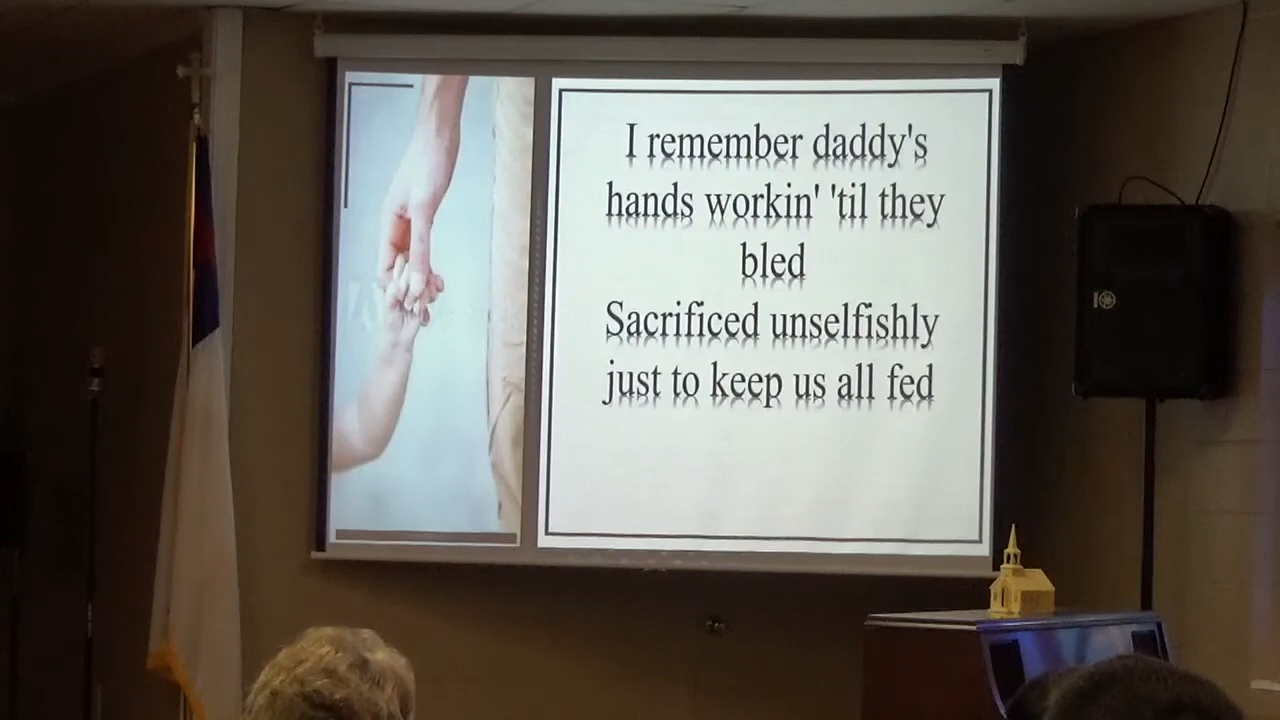 I remember daddy's
hands workin' 'til they
bled
Sacrificed unselfishly
just to keep us all fed